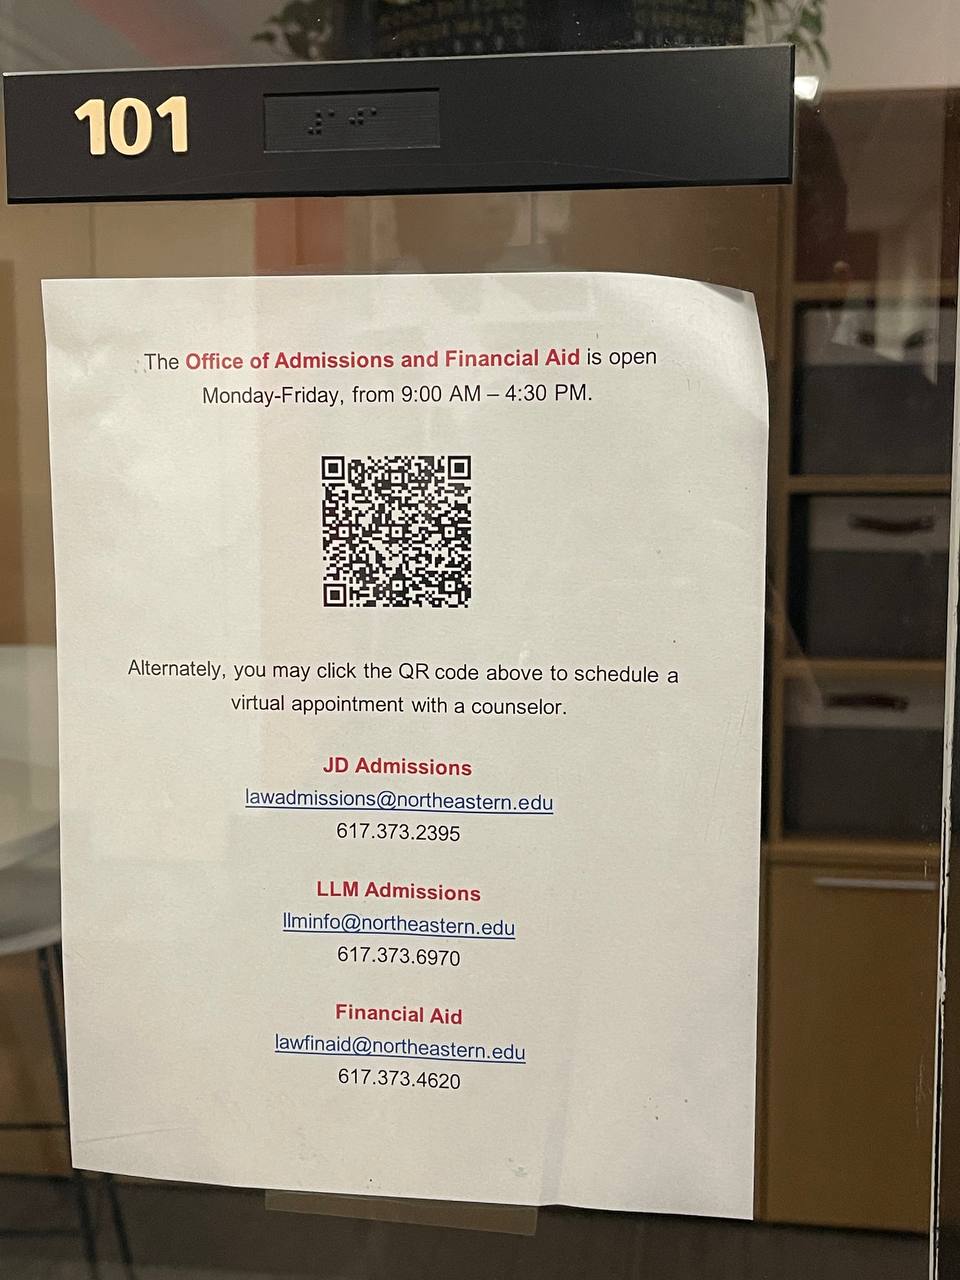 101
The Office of Admissions and Financial Aid is open
Monday-Friday, from 9:00 AM – 4:30 PM.
Alternately, you may click the QR code above to schedule a
virtual appointment with a counselor.
JD Admissions
lawadmissions@northeastern.edu
617.373.2395
LLM Admissions
llminfo@northeastern.edu
617.373.6970
Financial Aid
lawfinaid@northeastern.edu
617.373.4620